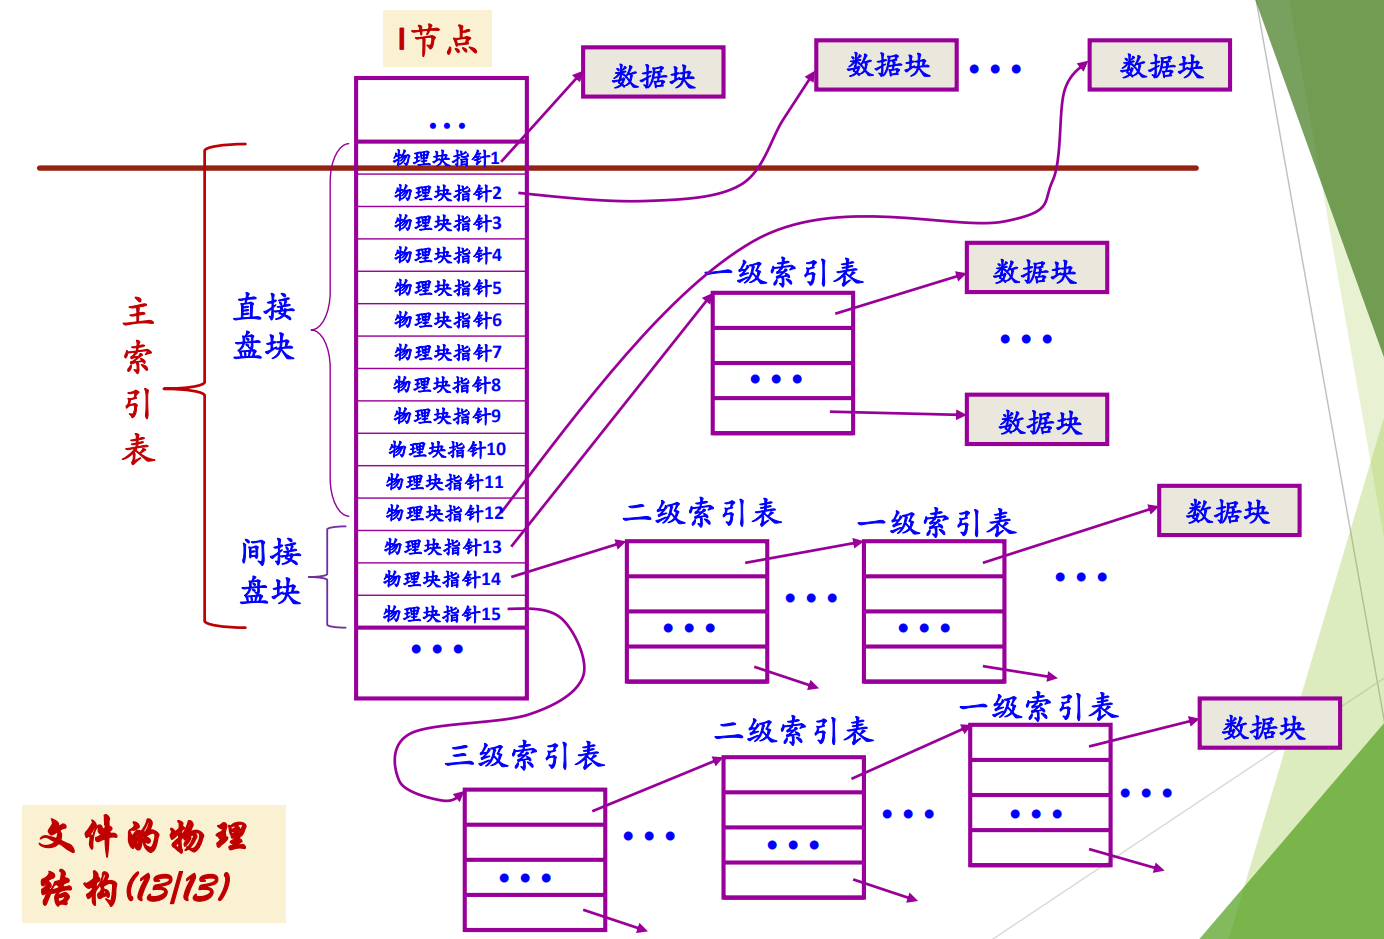 I节点
数据块
数据块
•••
数据块
•••
物理块指针1
物理块指针2
物理块指针3
物理块指针4
物理块指针5
物理块指针6
物理块指针7
物理块指针8
物理块指针9
物理块指针10
物理块指针11
物理块指针12
物理块指针13
物理块指针14
物理块指针15
•••
主
索
引
表
直接
盘块
间接
盘块
一级索引表
•••
数据块
•••
数据块
二级索引表
•••
•••
一级索引表
•••
数据块
•••
三级索引表
•••
•••
二级索引表
•••
•••
一级索引表
•••
数据块
•••
文件的物理
结构(13/13)